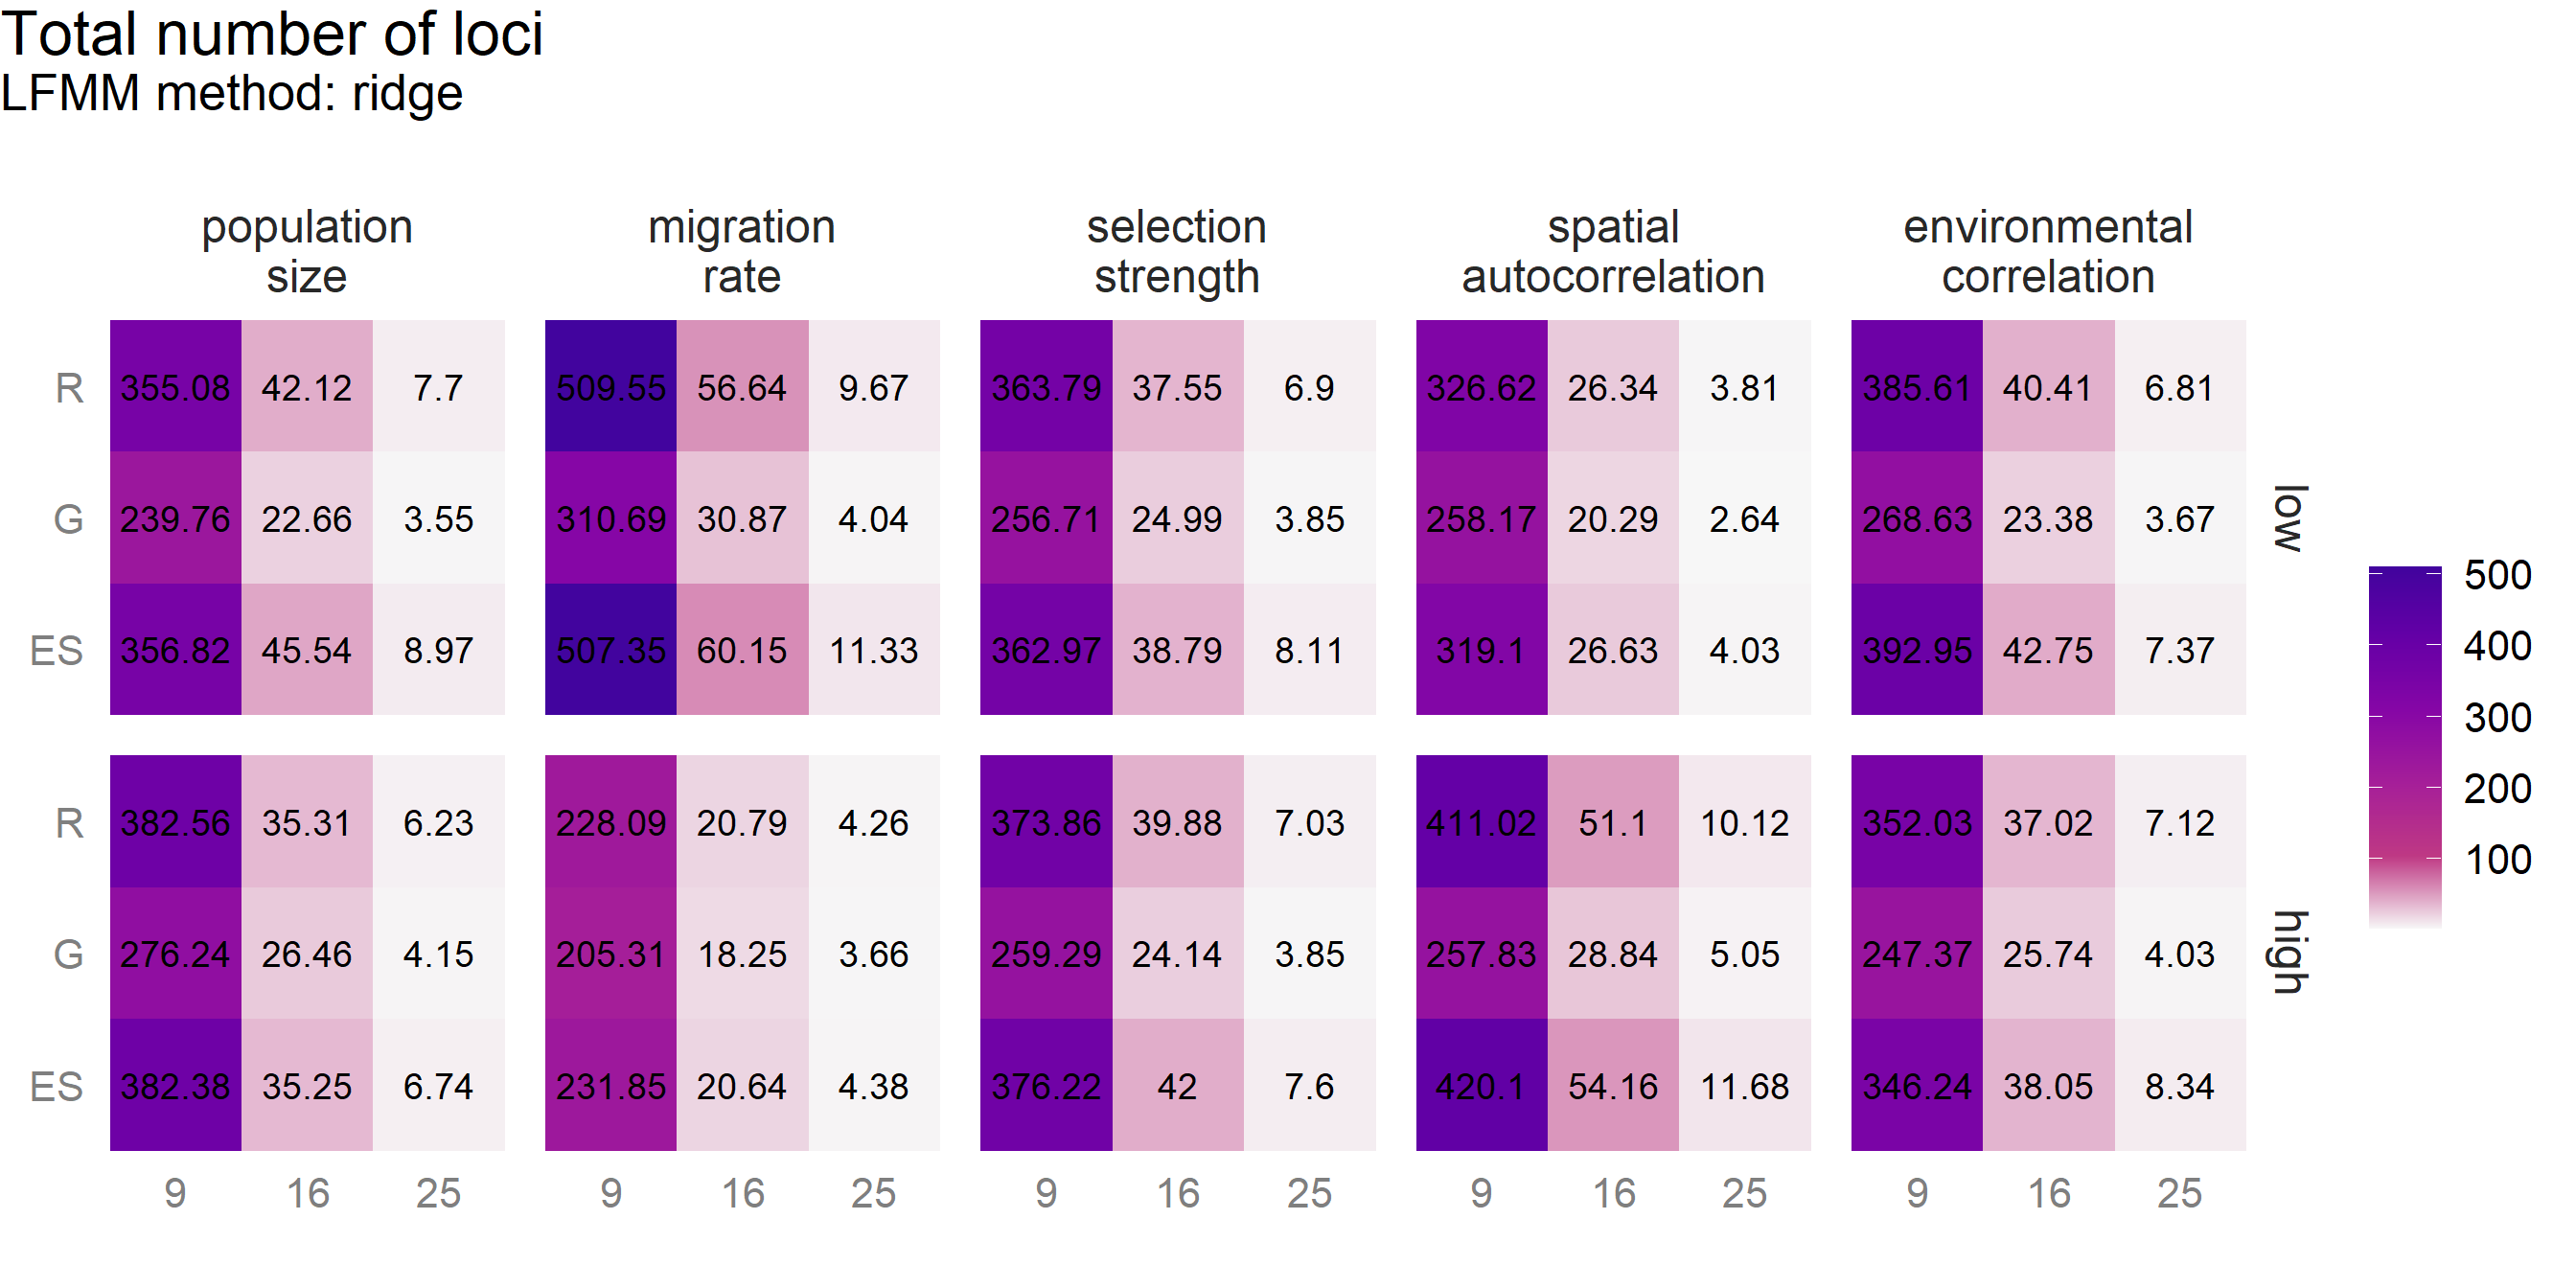 Total number of loci
LFMM method: ridge
population size
migration rate
selection strength
spatial autocorrelation
environmental correlation
R 355.08 42.12 7.7 509.55 56.64 9.67 363.79 37.55 6.9 326.62 26.34 3.81 385.61 40.41 6.81
G 239.76 22.66 3.55 310.69 30.87 4.04 256.71 24.99 3.85 258.17 20.29 2.64 268.63 23.38 3.67
ES 356.82 45.54 8.97 507.35 60.15 11.33 362.97 38.79 8.11 319.1 26.63 4.03 392.95 42.75 7.37
low
R 382.56 35.31 6.23 228.09 20.79 4.26 373.86 39.88 7.03 411.02 51.1 10.12 352.03 37.02 7.12
G 276.24 26.46 4.15 205.31 18.25 3.66 259.29 24.14 3.85 257.83 28.84 5.05 247.37 25.74 4.03
ES 382.38 35.25 6.74 231.85 20.64 4.38 376.22 42 7.6 420.1 54.16 11.68 346.24 38.05 8.34
high
9 16 25 9 16 25 9 16 25 9 16 25 9 16 25
500
400
300
200
100